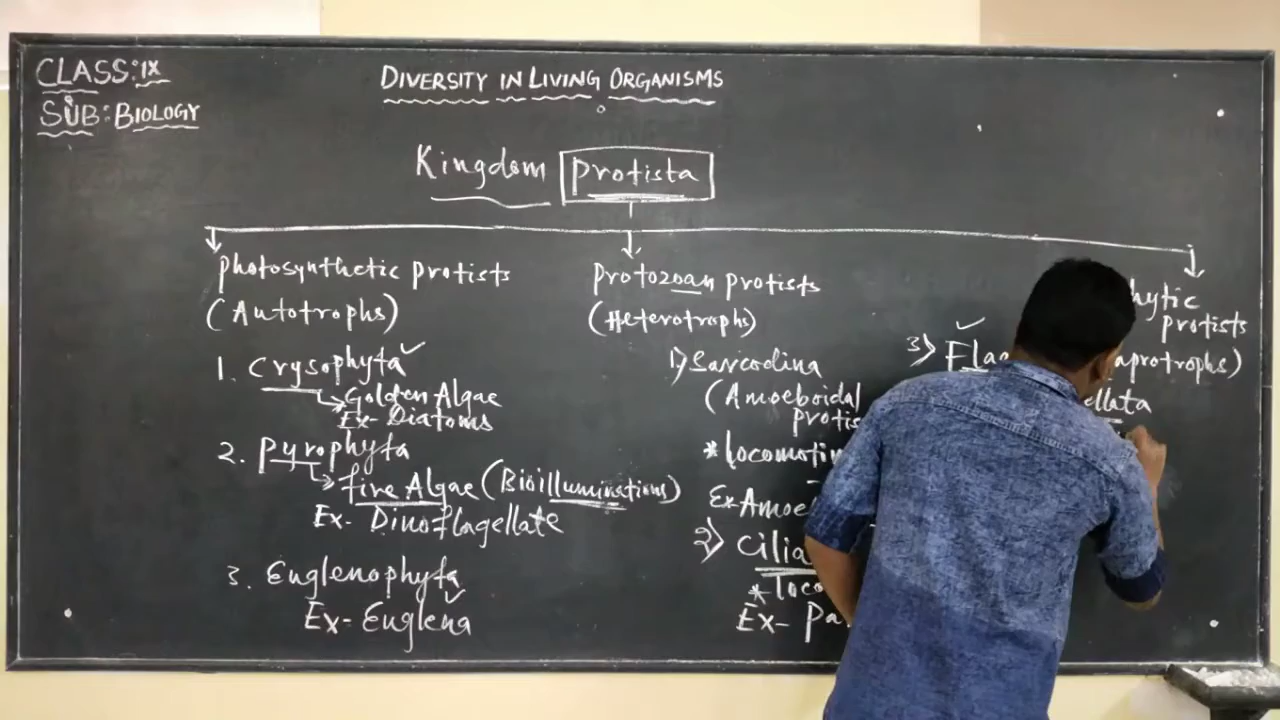 CLASS: IX
SUB: BIOLOGY
DIVERSITY IN LIVING ORGANISMS
Kingdom Protista
Photosynthetic protists
(Autotrophs)
1. Crysophyta
Golden Algae
Ex- Diatoms
2. Pyrophyta
fire Algae (Bioilluminations)
Ex- Dinoflagellate
3. Euglenophyta
Ex- Euglena
Protozoan protists
(Heterotrophs)
1) Sarcodina
(Amoeboidal
protis
* locomotin
Ex- Amoe
2) Cilia
* loco
Ex- Pa
hytic
protists
aprotrophs)
3) Flag
ellata